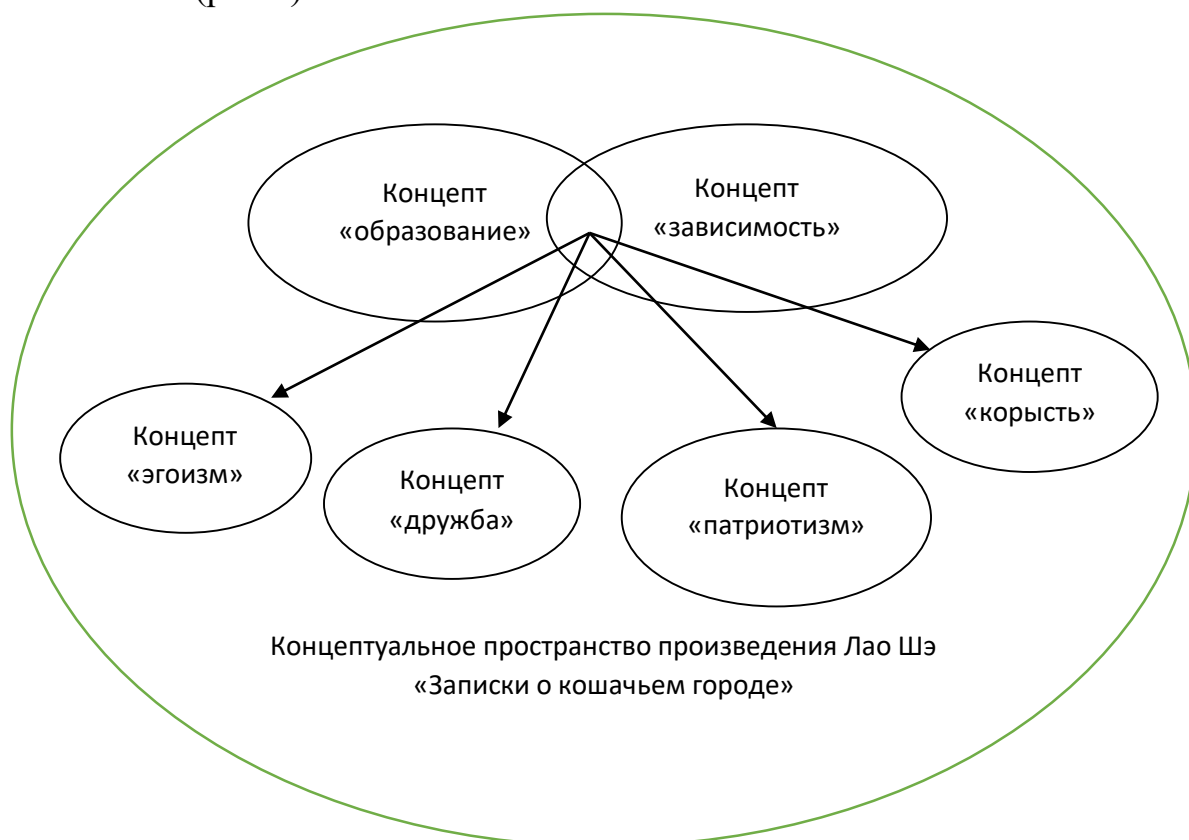 Концепт
«образование»
Концепт
«зависимость»
Концепт
«корысть»
Концепт
«эгоизм»
Концепт
«дружба»
Концепт
«патриотизм»
Концептуальное пространство произведения Лао Шэ
«Записки о кошачьем городе»